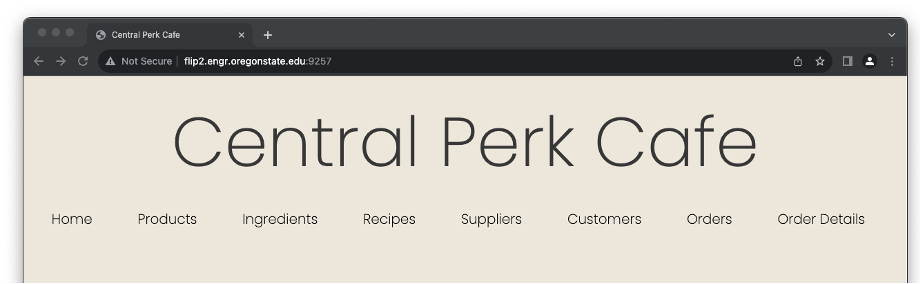 Central Perk Cafe
Not Secure | flip2.engr.oregonstate.edu:9257
Central Perk Cafe
Home Products Ingredients Recipes Suppliers Customers Orders Order Details